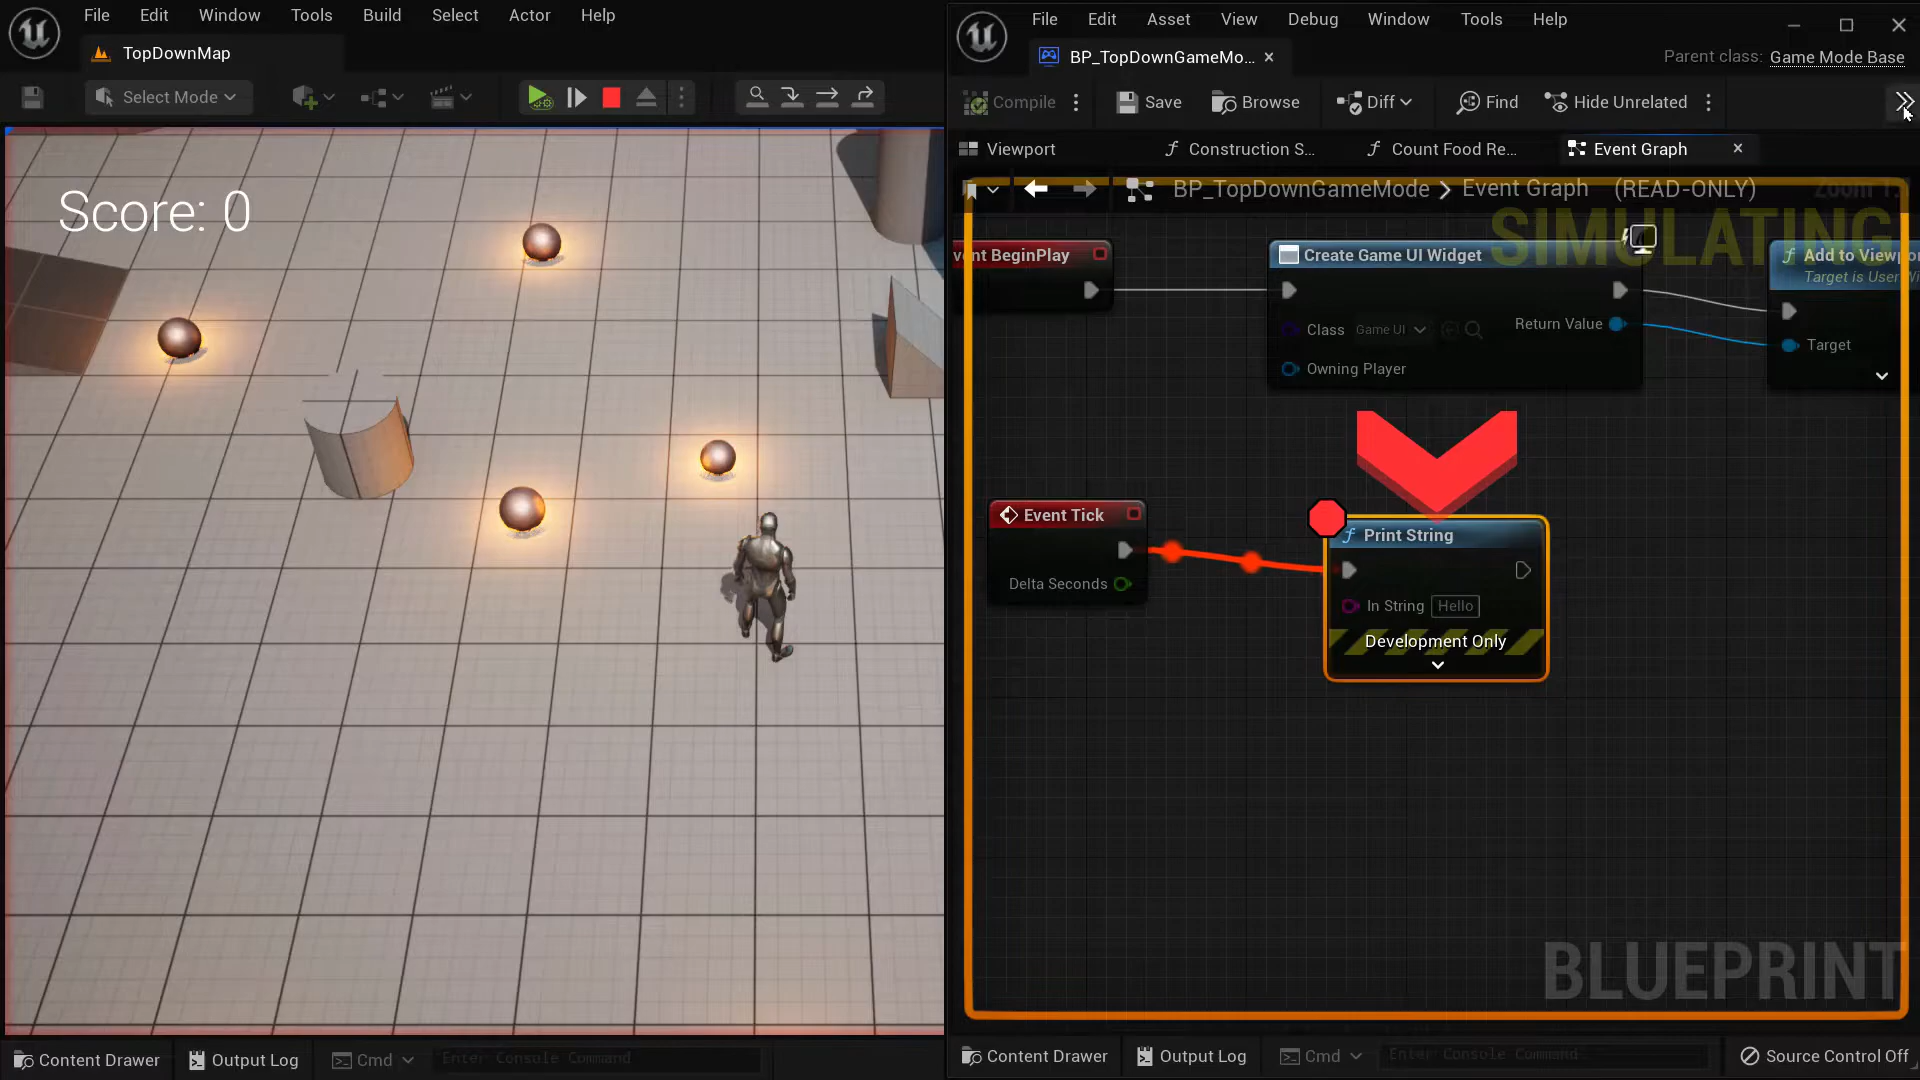 File Edit Window Tools Build Select Actor Help
TopDownMap
Select Mode
Score: 0
Content Drawer Output Log Cmd Enter Console Command
File Edit Asset View Debug Window Tools Help
BP_TopDownGameMo...
Parent class: Game Mode Base
Compile Save Browse Diff Find Hide Unrelated
Viewport Construction S... Count Food Re... Event Graph
BP_TopDownGameMode > Event Graph (READ-ONLY)
SIMULATING
vent BeginPlay
Create Game UI Widget
Class Game UI
Return Value
Owning Player
Add to Viewpo
Target is User Wi
Target
Event Tick
Delta Seconds
Print String
In String Hello
Development Only
BLUEPRINT
Content Drawer Output Log Cmd Enter Console Command Source Control Off